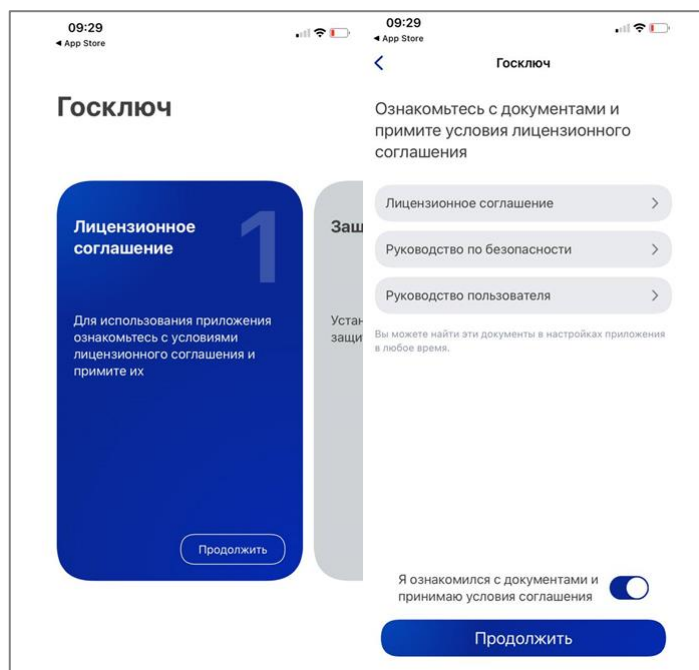 09:29
◀ App Store
Госключ
Лицензионное
соглашение
1
Для использования приложения
ознакомьтесь с условиями
лицензионного соглашения и
примите их
Продолжить
09:29
◀ App Store
Госключ
Ознакомьтесь с документами и
примите условия лицензионного
соглашения
Лицензионное соглашение
Руководство по безопасности
Руководство пользователя
Вы можете найти эти документы в настройках приложения
в любое время.
Я ознакомился с документами и
принимаю условия соглашения
Продолжить